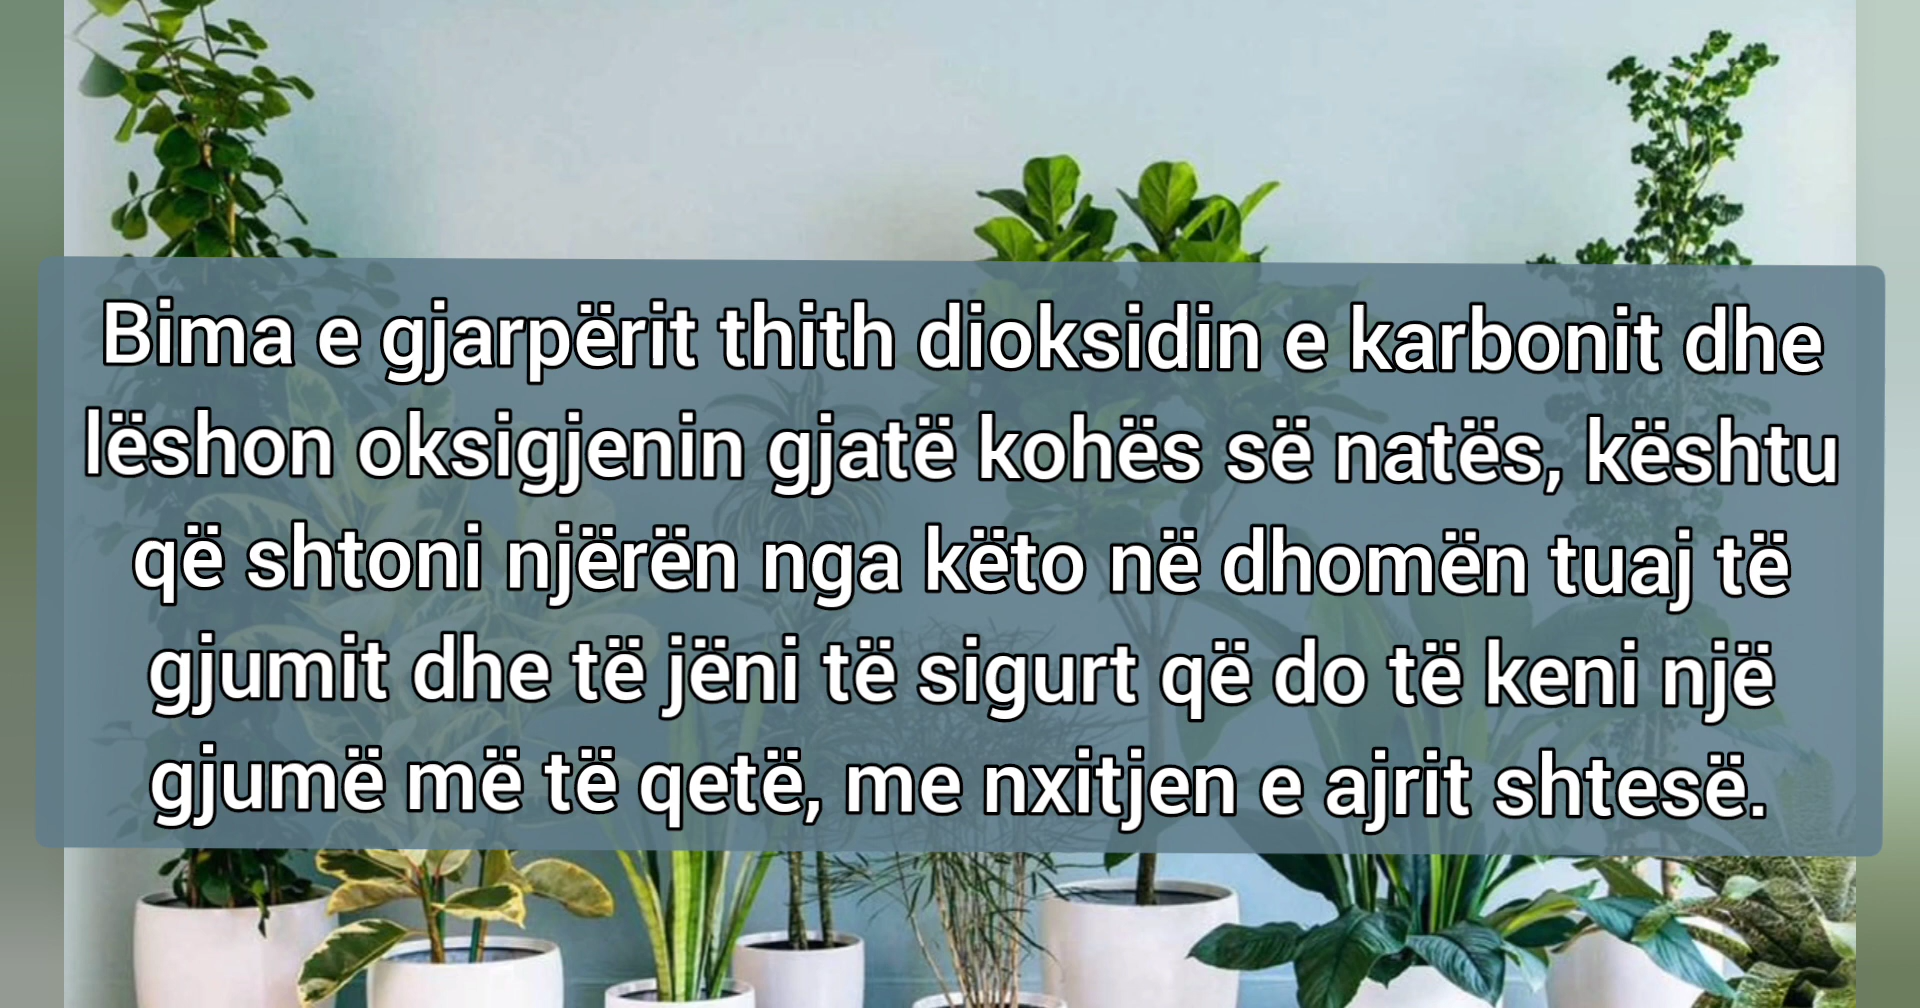 Bima e gjarpërit thith dioksidin e karbonit dhe
lëshon oksigjenin gjatë kohës së natës, kështu
që shtoni njërën nga këto në dhomën tuaj të
gjumit dhe të jëni të sigurt që do të keni një
gjumë më të qetë, me nxitjen e ajrit shtesë.